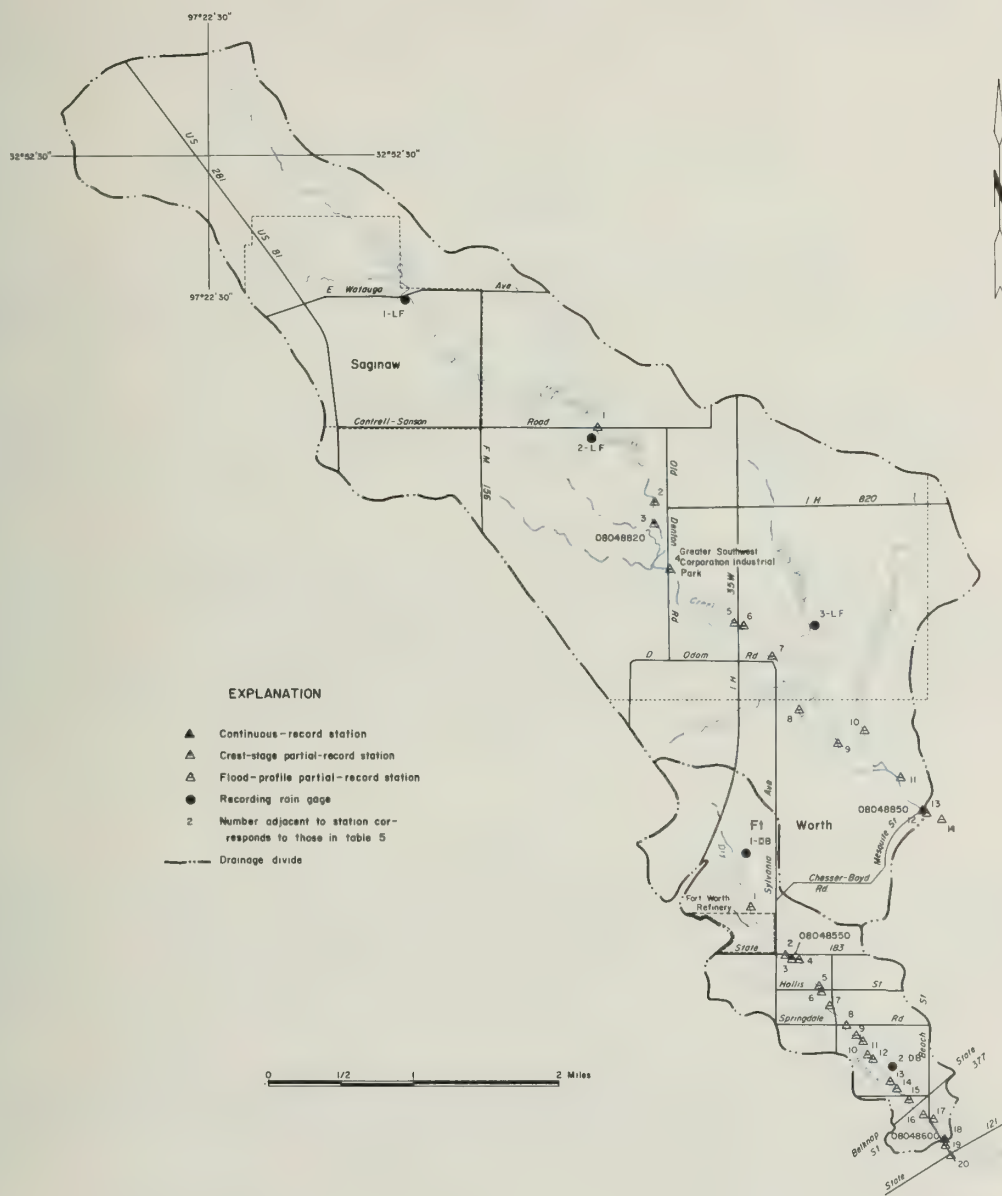 97°22'30"
32°52'30"
32°52'30"
US 281
US 81
97°22'30"
E Watauga Ave
1-LF
Saginaw
Cantrell-Sanson Road
1
2-LF
F M 156
Old Denton Rd
2
I H 820
3
08048820
4
Greater Southwest
Corporation Industrial
Park
Creek
I H 35W
5
6
3-LF
7
D Odom Rd
8
9
10
11
08048850
13
12
14
Mesquite St
Ft Worth
1-DB
Sylvania Ave
Chesser-Boyd
Rd
Fort Worth
Refinery
1
08048550
State 183
2
3
4
5
Hollis St
6
7
8
Springdale Rd
9
10
11
12
2 DB
Beach St
13
14
State 377
15
16
17
Belknap
St
08048600
18
19
20
State 121
EXPLANATION
Continuous-record station
Crest-stage partial-record station
Flood-profile partial-record station
Recording rain gage
2 Number adjacent to station cor-
responds to those in table 5
Drainage divide
0 1/2 1 2 Miles
N